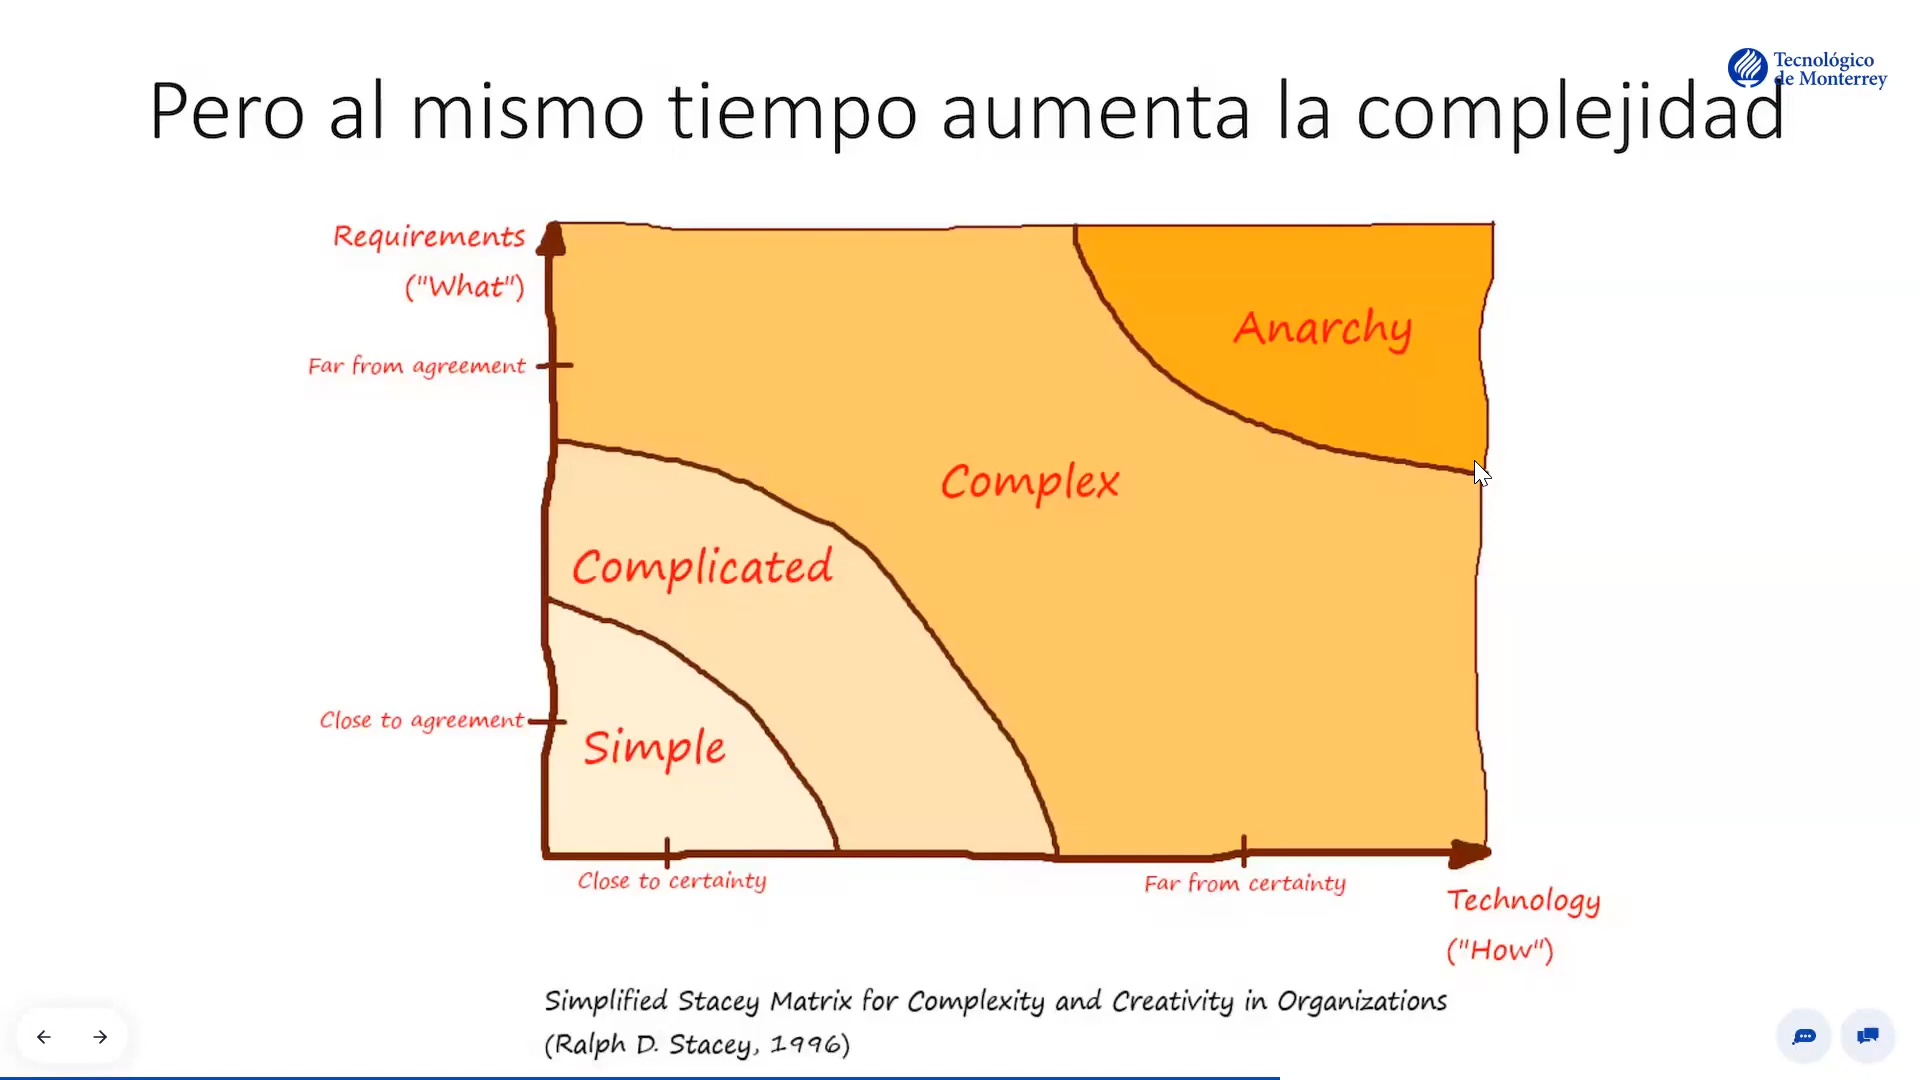 Tecnológico
de Monterrey
Pero al mismo tiempo aumenta la complejidad
Requirements
("What")
Far from agreement
Close to agreement
Anarchy
Complex
Complicated
Simple
Close to certainty
Far from certainty
Technology
("How")
Simplified Stacey Matrix for Complexity and Creativity in Organizations
(Ralph D. Stacey, 1996)